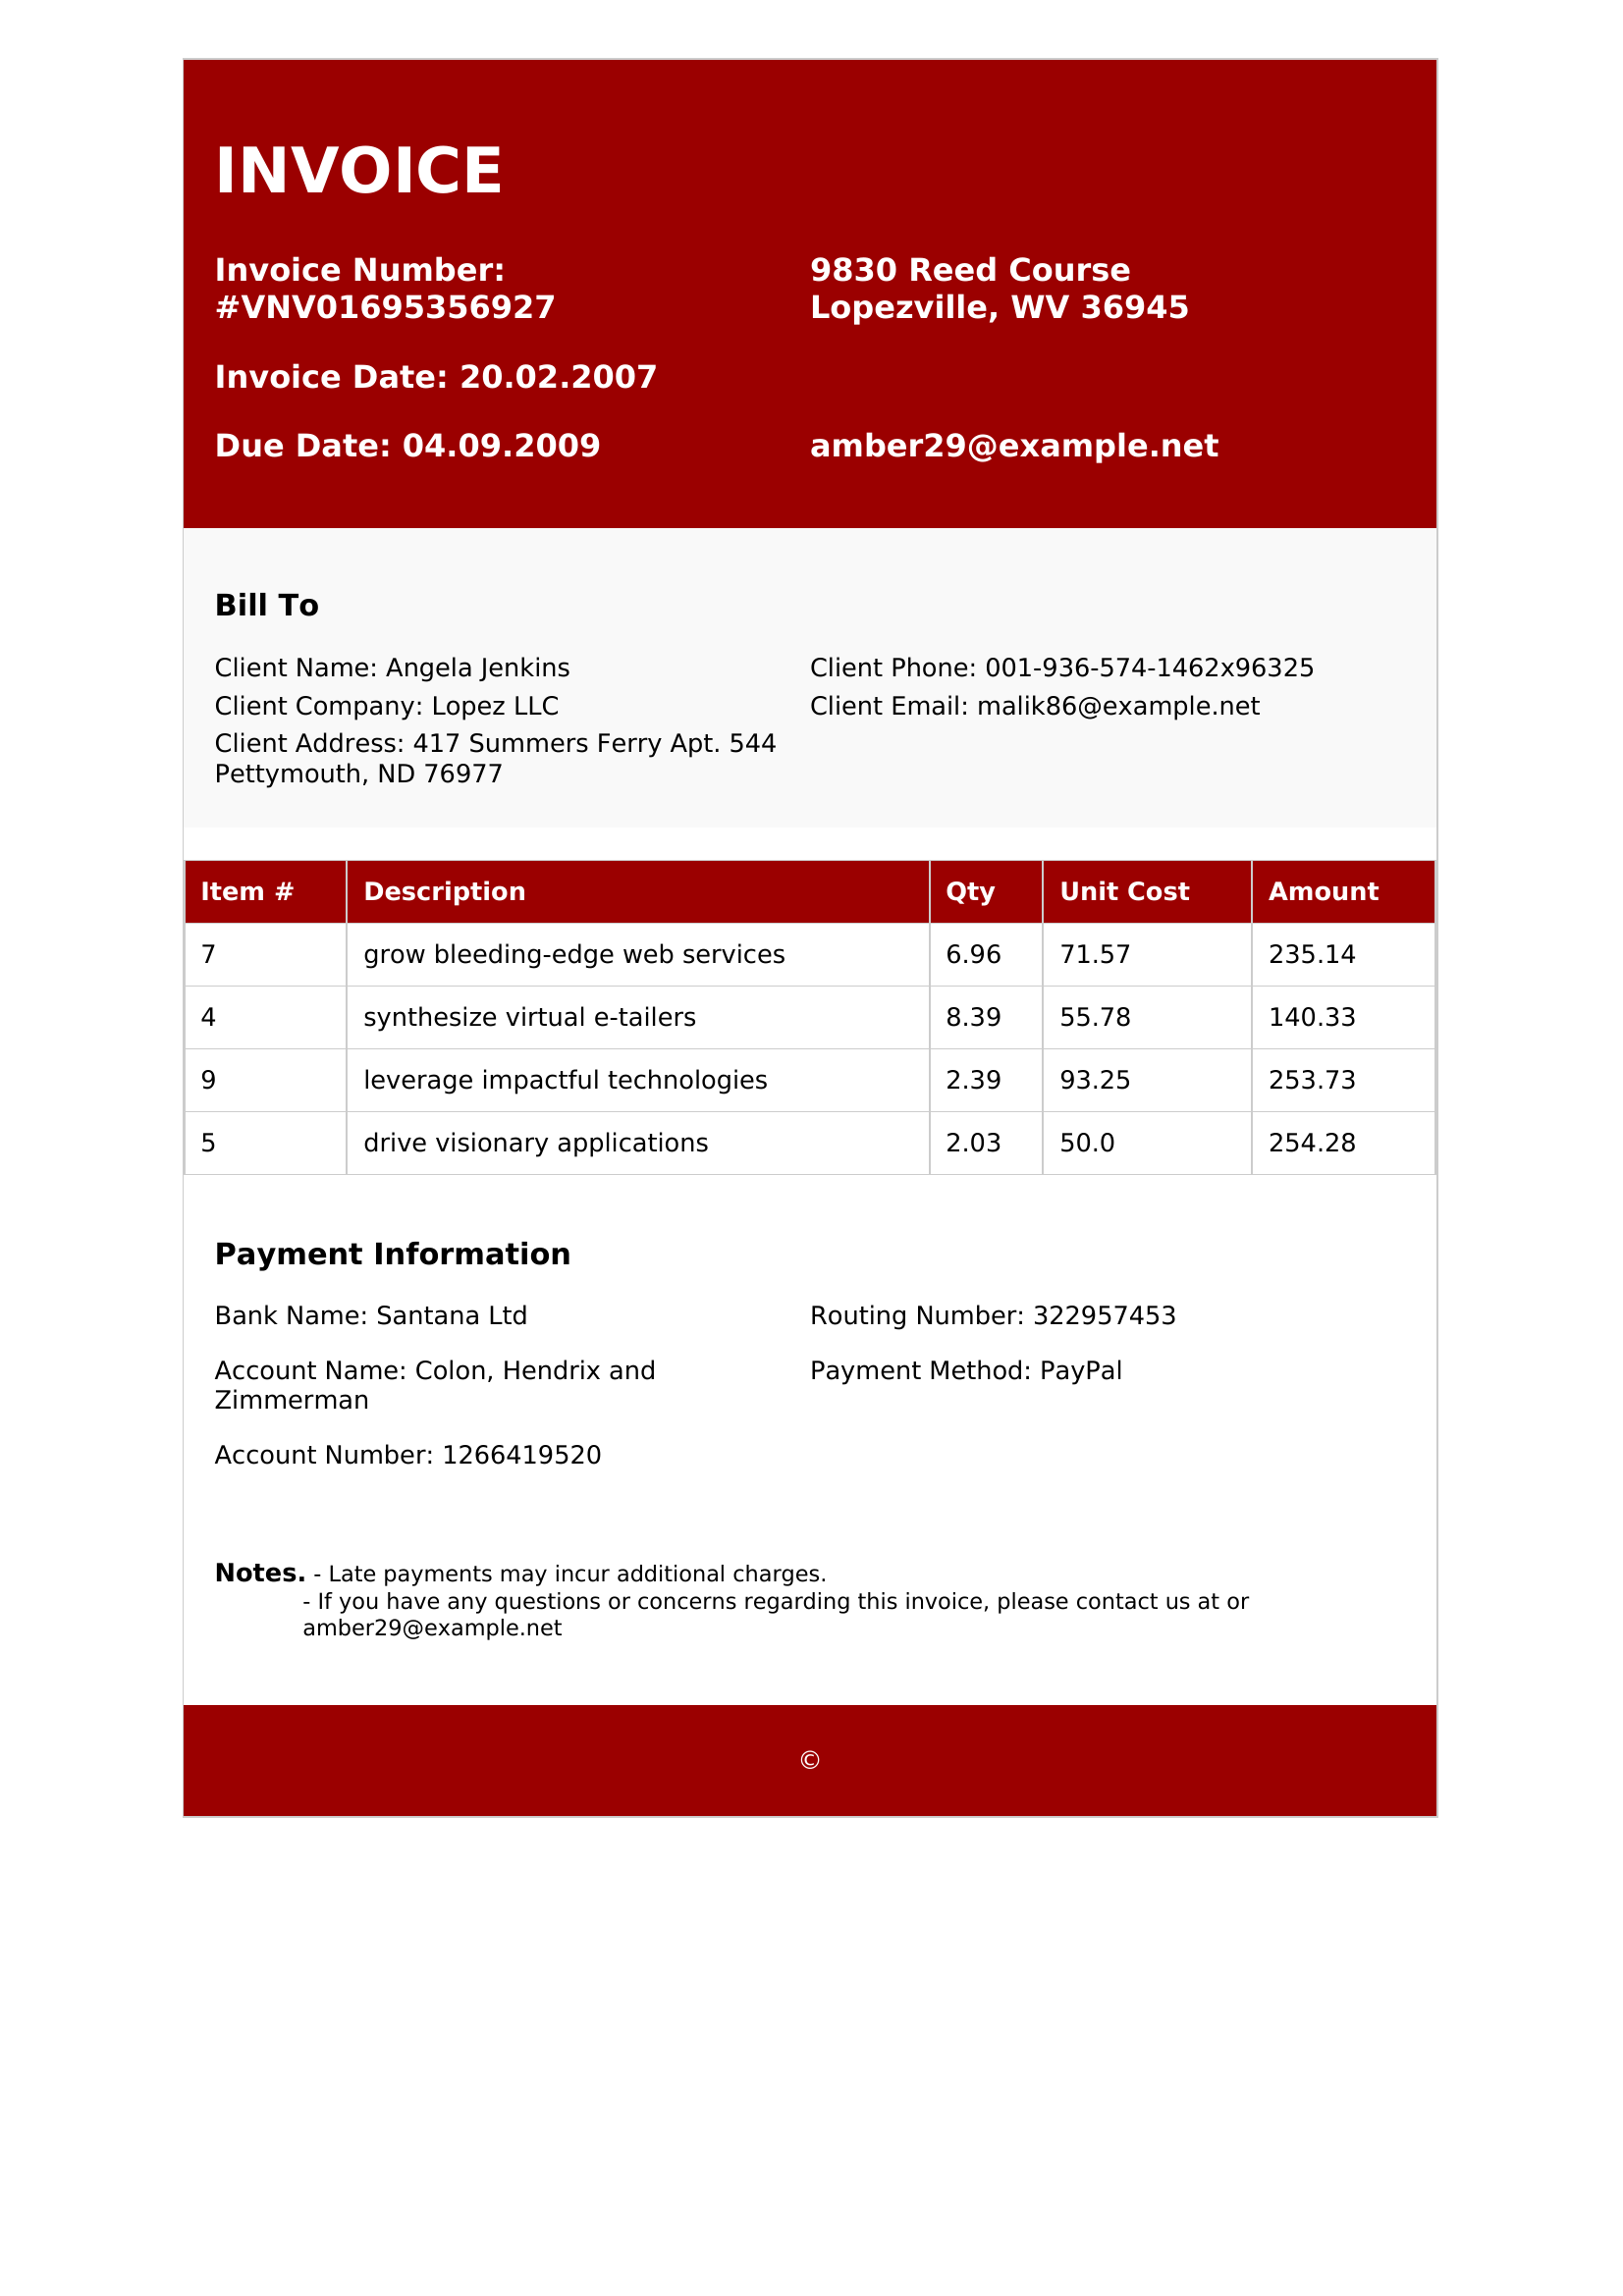 INVOICE
Invoice Number:
#VNV01695356927
9830 Reed Course
Lopezville, WV 36945
Invoice Date: 20.02.2007
Due Date: 04.09.2009
amber29@example.net
Bill To
Client Name: Angela Jenkins
Client Company: Lopez LLC
Client Address: 417 Summers Ferry Apt. 544
Pettymouth, ND 76977
Client Phone: 001-936-574-1462x96325
Client Email: malik86@example.net
Item # Description Qty Unit Cost Amount
7 grow bleeding-edge web services 6.96 71.57 235.14
4 synthesize virtual e-tailers 8.39 55.78 140.33
9 leverage impactful technologies 2.39 93.25 253.73
5 drive visionary applications 2.03 50.0 254.28
Payment Information
Bank Name: Santana Ltd
Account Name: Colon, Hendrix and
Zimmerman
Account Number: 1266419520
Routing Number: 322957453
Payment Method: PayPal
Notes. - Late payments may incur additional charges.
- If you have any questions or concerns regarding this invoice, please contact us at or
amber29@example.net
©